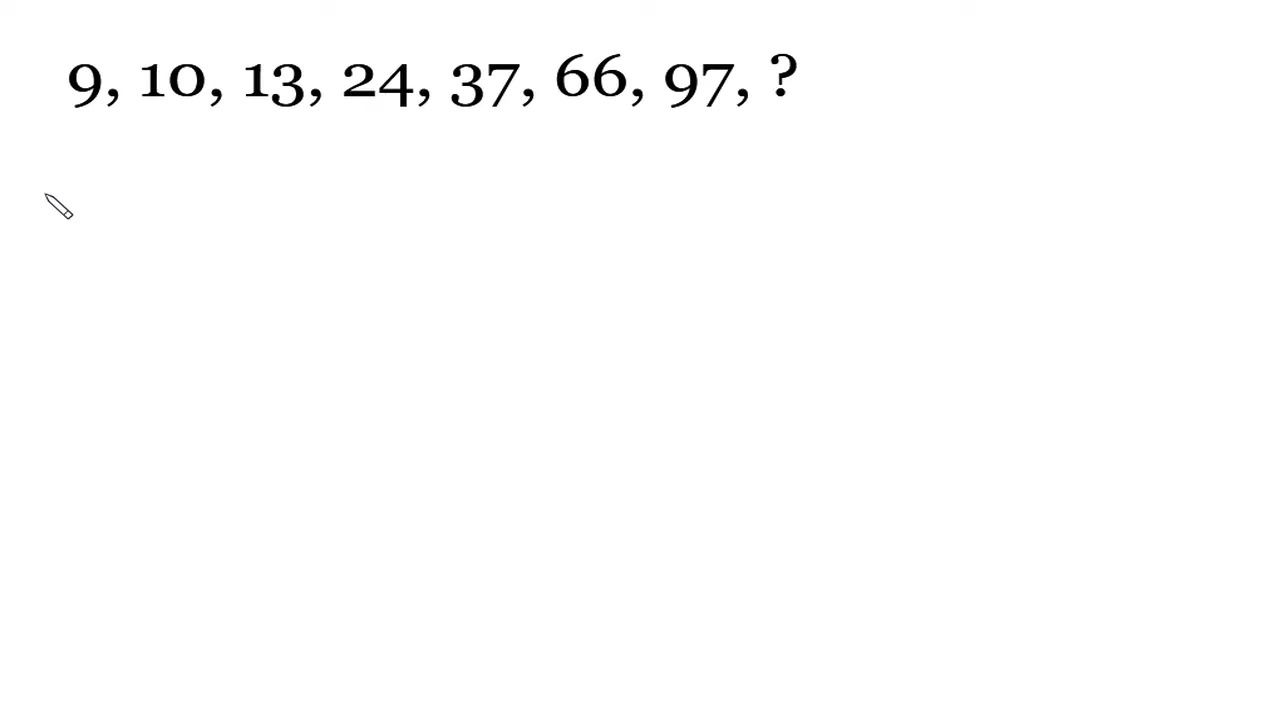 9, 10, 13, 24, 37, 66, 97, ?